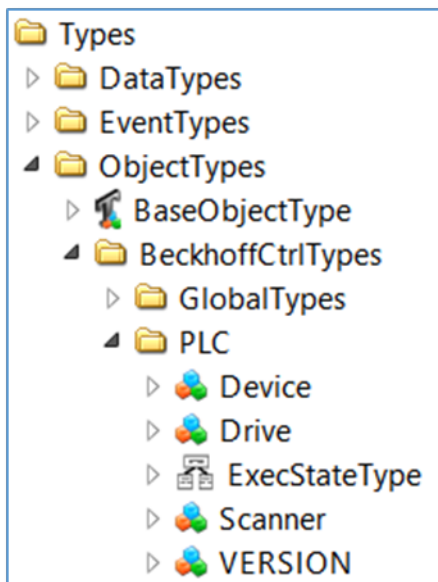 Types
DataTypes
EventTypes
ObjectTypes
BaseObjectType
BeckhoffCtrlTypes
GlobalTypes
PLC
Device
Drive
ExecStateType
Scanner
VERSION